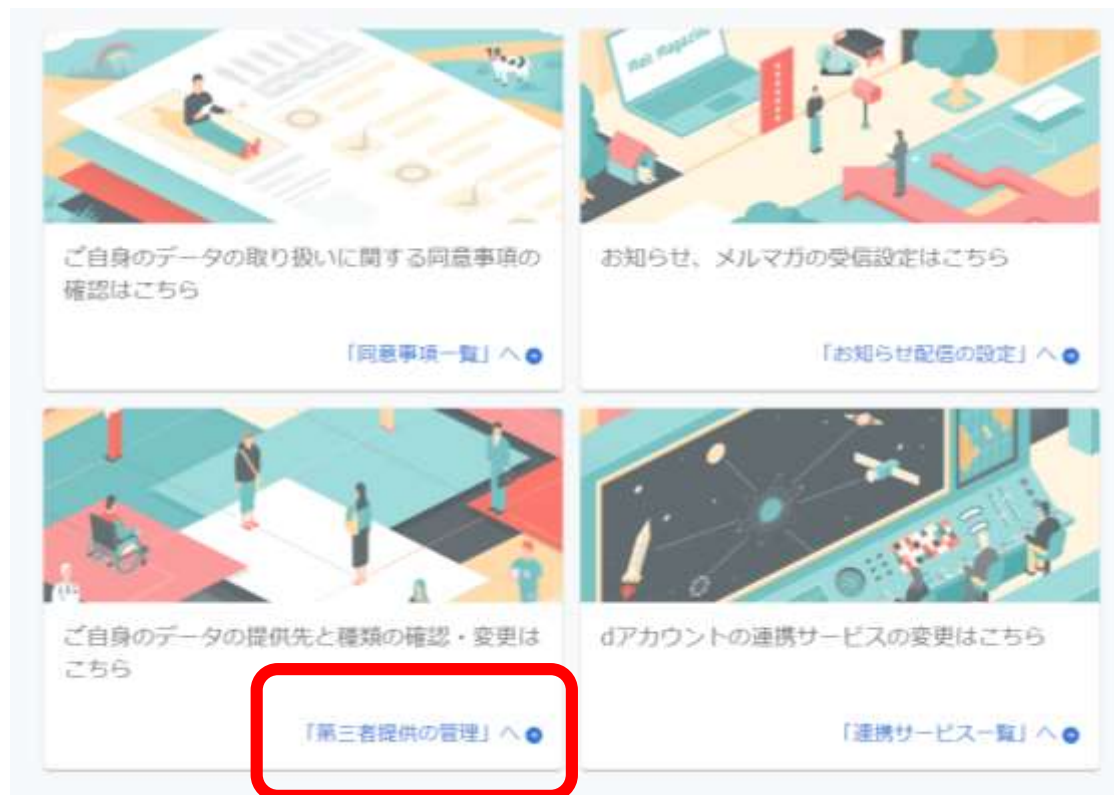 Mail Magazine
ご自身のデータの取り扱いに関する同意事項の
確認はこちら
「同意事項一覧」へ
お知らせ、メルマガの受信設定はこちら
「お知らせ配信の設定」へ
ご自身のデータの提供先と種類の確認・変更は
こちら
「第三者提供の管理」へ
dアカウントの連携サービスの変更はこちら
「連携サービス一覧」へ